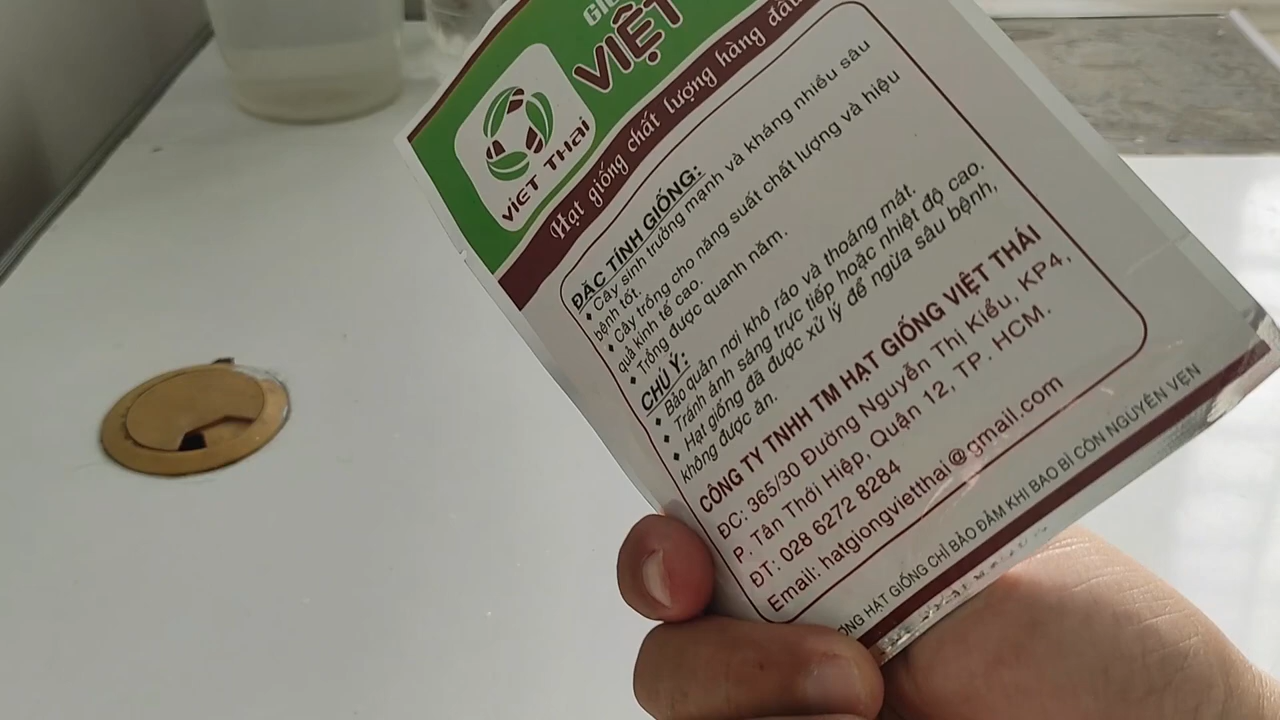 VIỆT
VIET THAI
Hạt giống chất lượng hàng đầu
ĐẶC TÍNH GIỐNG:
♦ Cây sinh trưởng mạnh và kháng nhiều sâu
bệnh tốt.
♦ Cây trồng cho năng suất chất lượng và hiệu
quả kinh tế cao.
♦ Trồng được quanh năm.
CHÚ Ý:
♦ Bảo quản nơi khô ráo và thoáng mát.
♦ Tránh ánh sáng trực tiếp hoặc nhiệt độ cao.
♦ Hạt giống đã được xử lý để ngừa sâu bệnh,
không được ăn.
CÔNG TY TNHH TM HẠT GIỐNG VIỆT THÁI
ĐC: 365/30 Đường Nguyễn Thị Kiểu, KP4,
P. Tân Thới Hiệp, Quận 12, TP. HCM.
ĐT: 028 6272 8284
Email: hatgiongvietthai@gmail.com
HẠT GIỐNG CHỈ BẢO ĐẢM KHI BAO BÌ CÒN NGUYÊN VẸN